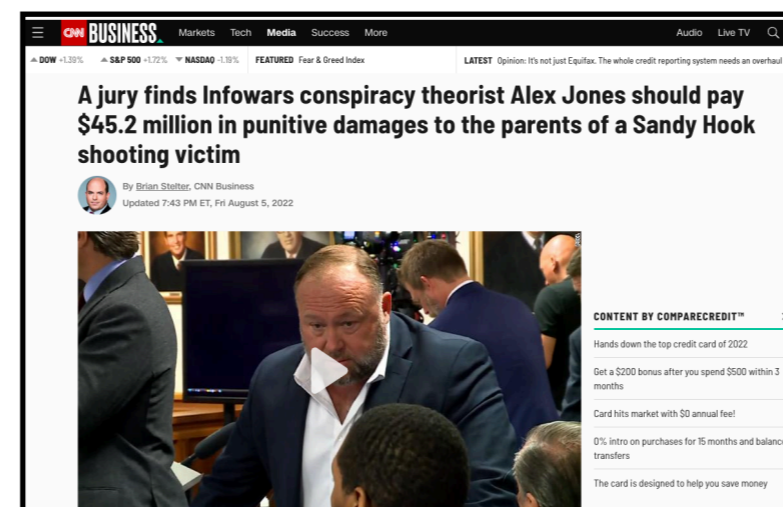 CNN BUSINESS Markets Tech Media Success More Audio Live TV
DOW +1.39% S&P 500 +1.72% NASDAQ -1.19% FEATURED Fear & Greed Index LATEST Opinion: It's not just Equifax. The whole credit reporting system needs an overhaul
A jury finds Infowars conspiracy theorist Alex Jones should pay
$45.2 million in punitive damages to the parents of a Sandy Hook
shooting victim
By Brian Stelter, CNN Business
Updated 7:43 PM ET, Fri August 5, 2022
CONTENT BY COMPARECREDIT™
Hands down the top credit card of 2022
Get a $200 bonus after you spend $500 within 3
months
Card hits market with $0 annual fee!
0% intro on purchases for 15 months and balance
transfers
The card is designed to help you save money